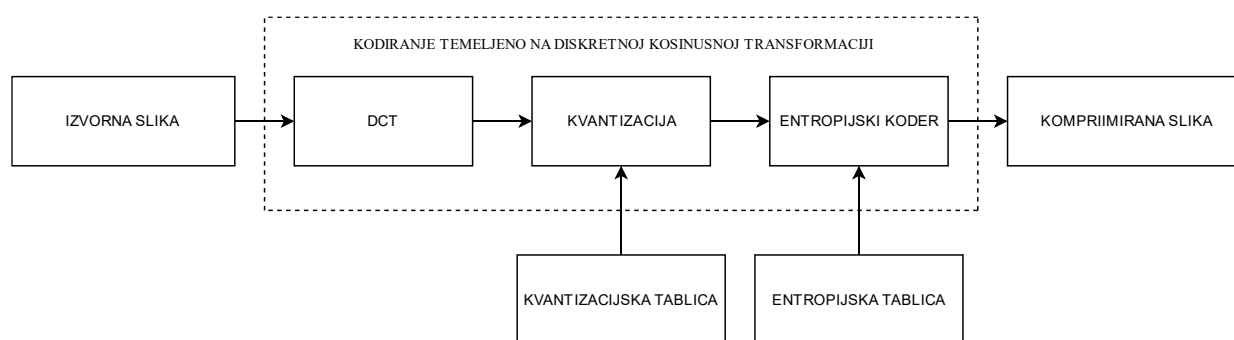 KODIRANJE TEMELJENO NA DISKRETNOJ KOSINUSNOJ TRANSFORMACIJI
IZVORNA SLIKA
DCT
KVANTIZACIJA
ENTROPIJSKI KODER
KOMPRIIMIRANA SLIKA
KVANTIZACIJSKA TABLICA
ENTROPIJSKA TABLICA